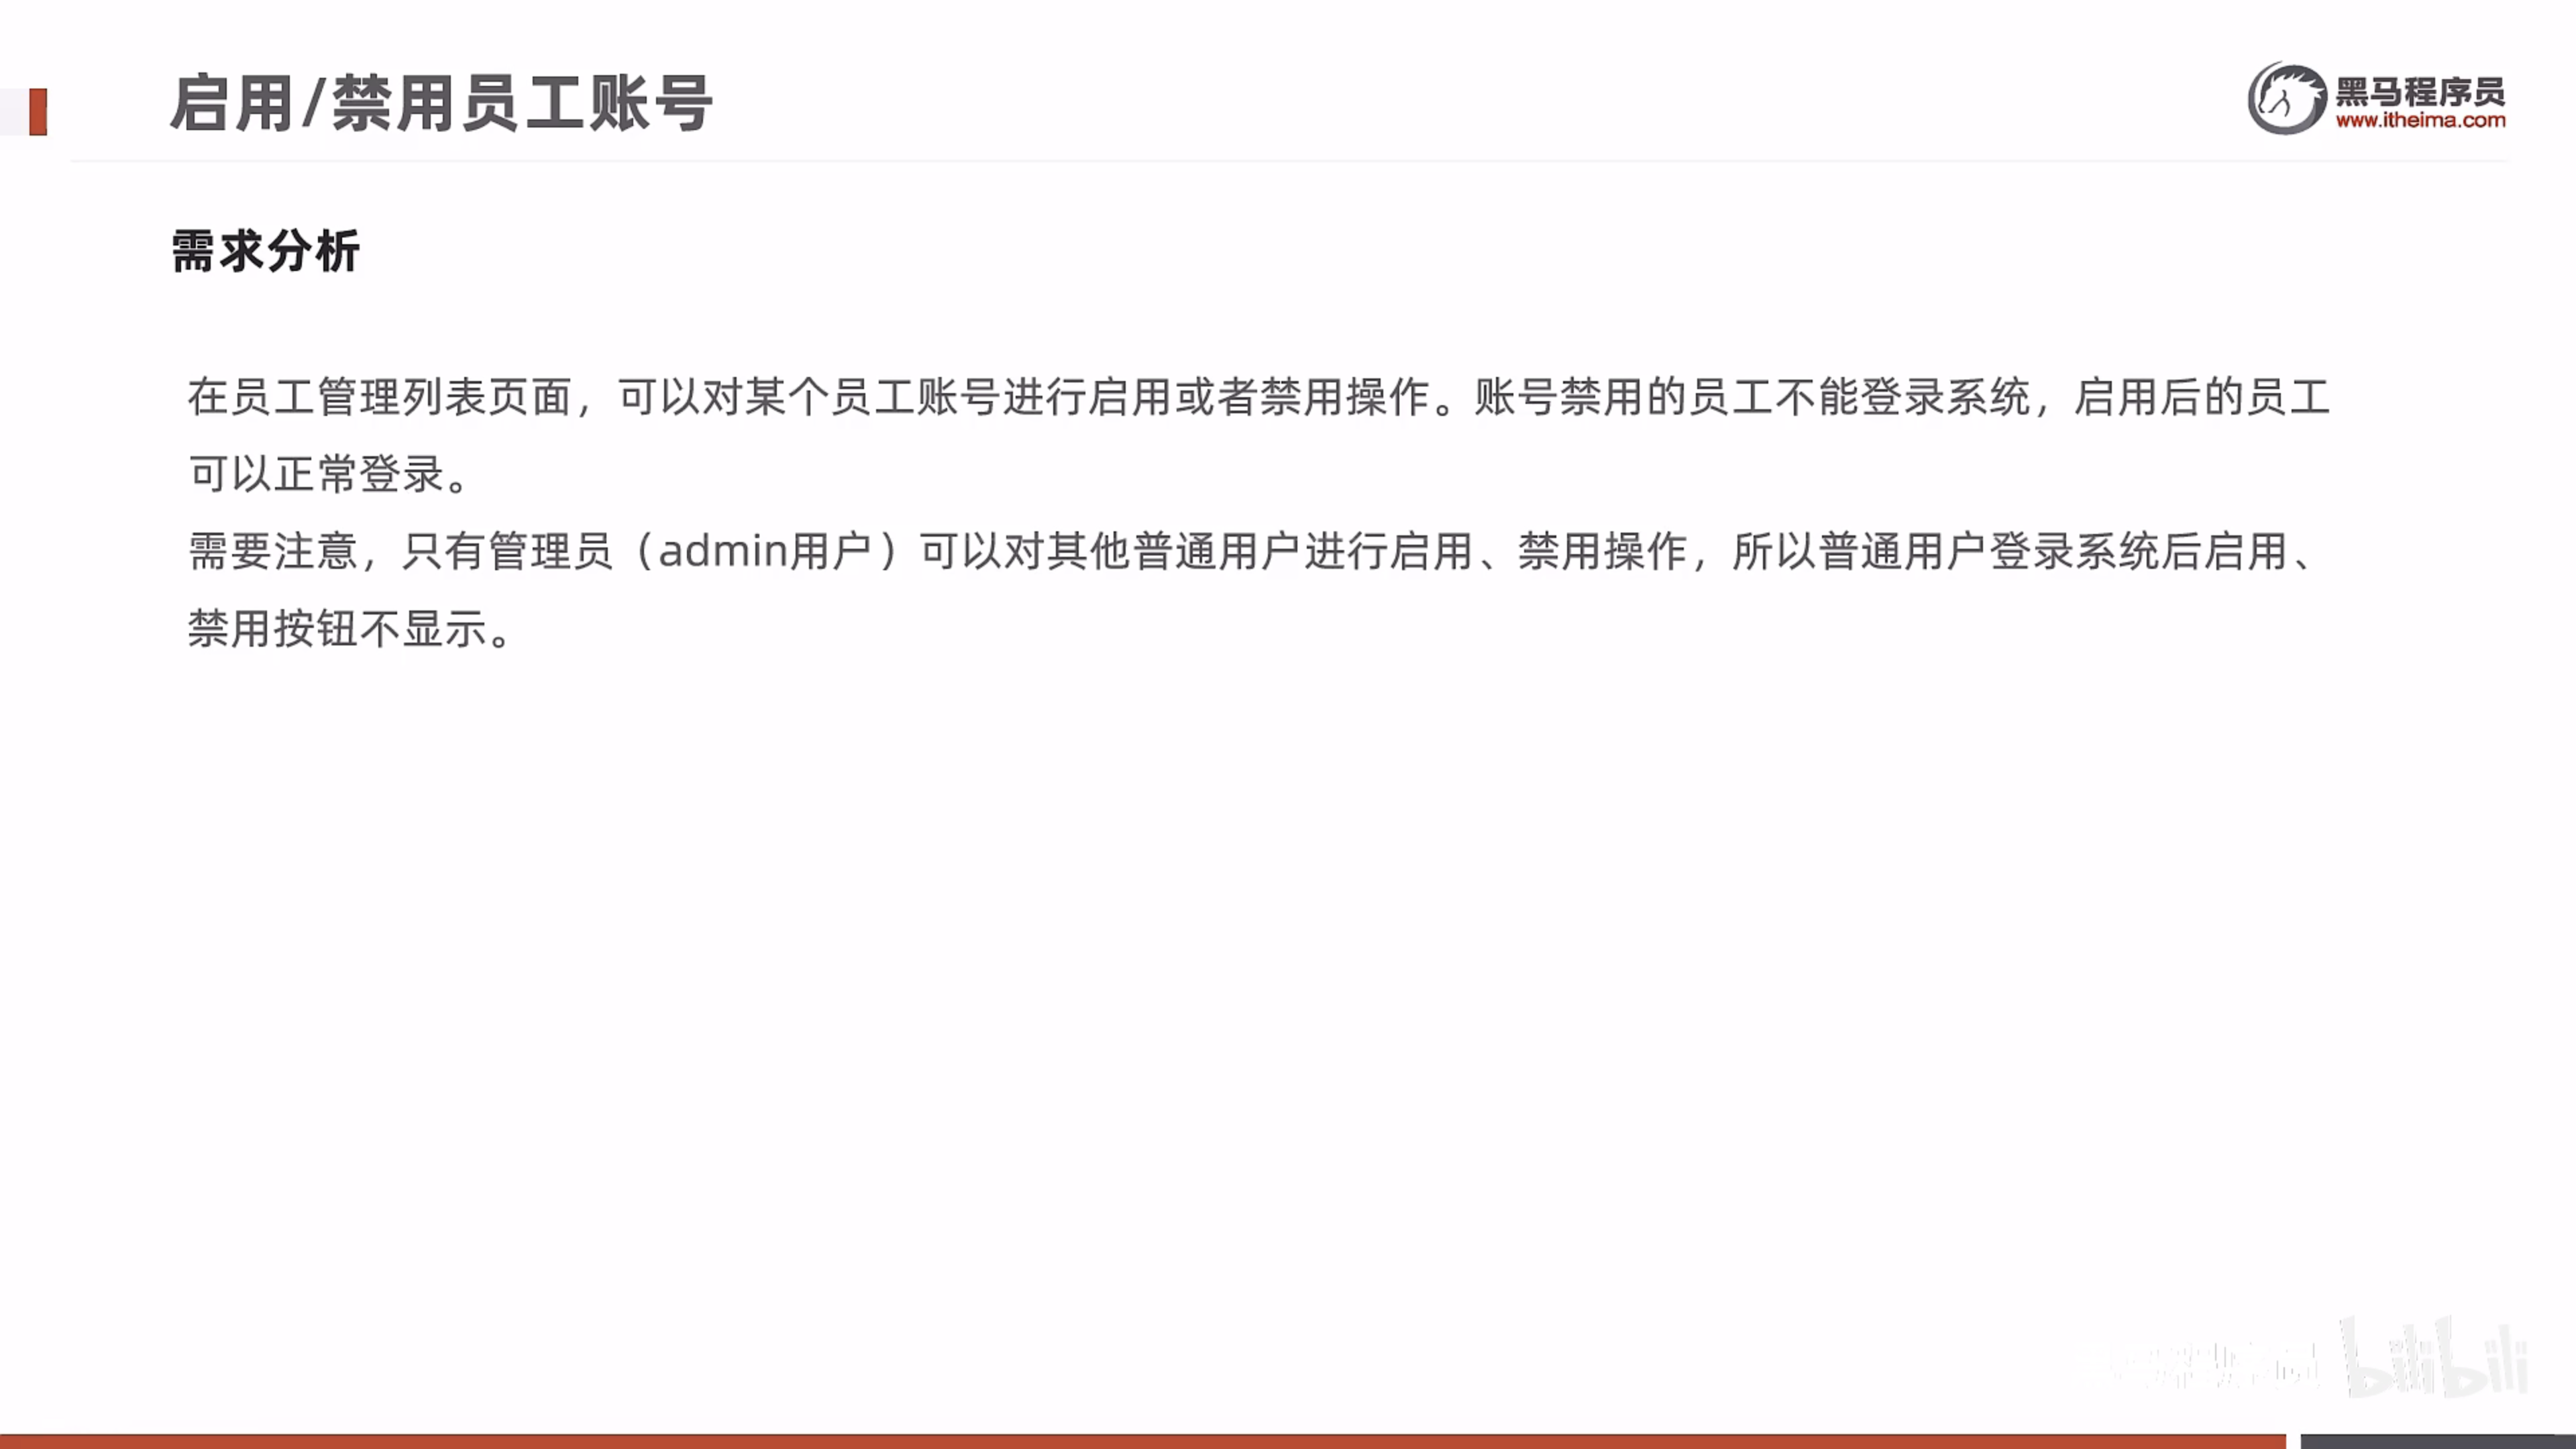 启用/禁用员工账号
黑马程序员
www.itheima.com
需求分析
在员工管理列表页面，可以对某个员工账号进行启用或者禁用操作。账号禁用的员工不能登录系统，启用后的员工
可以正常登录。
需要注意，只有管理员（admin用户）可以对其他普通用户进行启用、禁用操作，所以普通用户登录系统后启用、
禁用按钮不显示。
bilibili